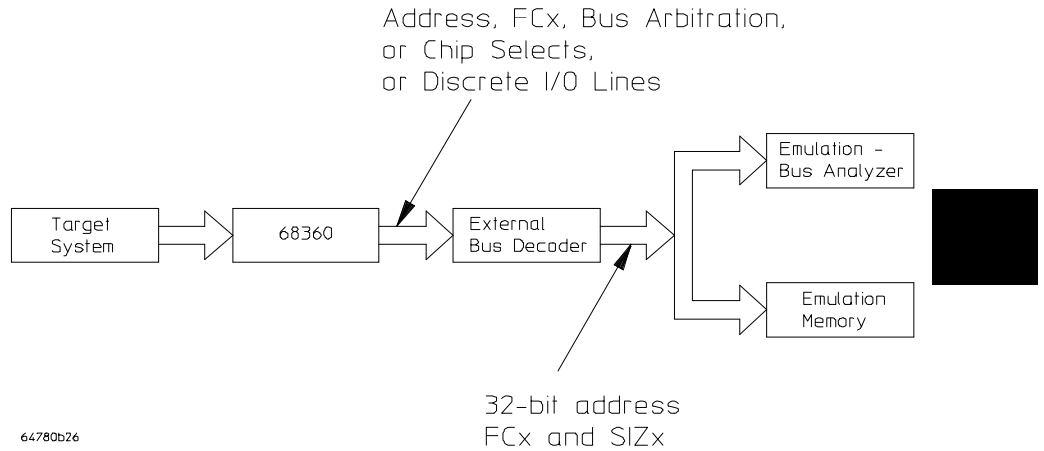 Address, FCx, Bus Arbitration,
or Chip Selects,
or Discrete I/O Lines
Emulation -
Bus Analyzer
Target
System
68360
External
Bus Decoder
Emulation
Memory
32-bit address
FCx and SIZx
64780b26